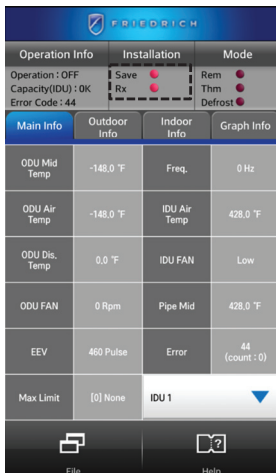 FRIEDRICH
Operation Info
Installation
Mode
Operation : OFF
Capacity(IDU) : 0K
Error Code : 44
Save
Rx
Rem
Thm
Defrost
Main Info
Outdoor Info
Indoor Info
Graph Info
ODU Mid Temp
-148.0 °F
Freq.
0 Hz
ODU Air Temp
-148.0 °F
IDU Air Temp
428.0 °F
ODU Dis. Temp
0.0 °F
IDU FAN
Low
ODU FAN
0 Rpm
Pipe Mid
428.0 °F
EEV
460 Pulse
Error
44 (count : 0)
Max Limit
[0] None
IDU 1
?
File
Help